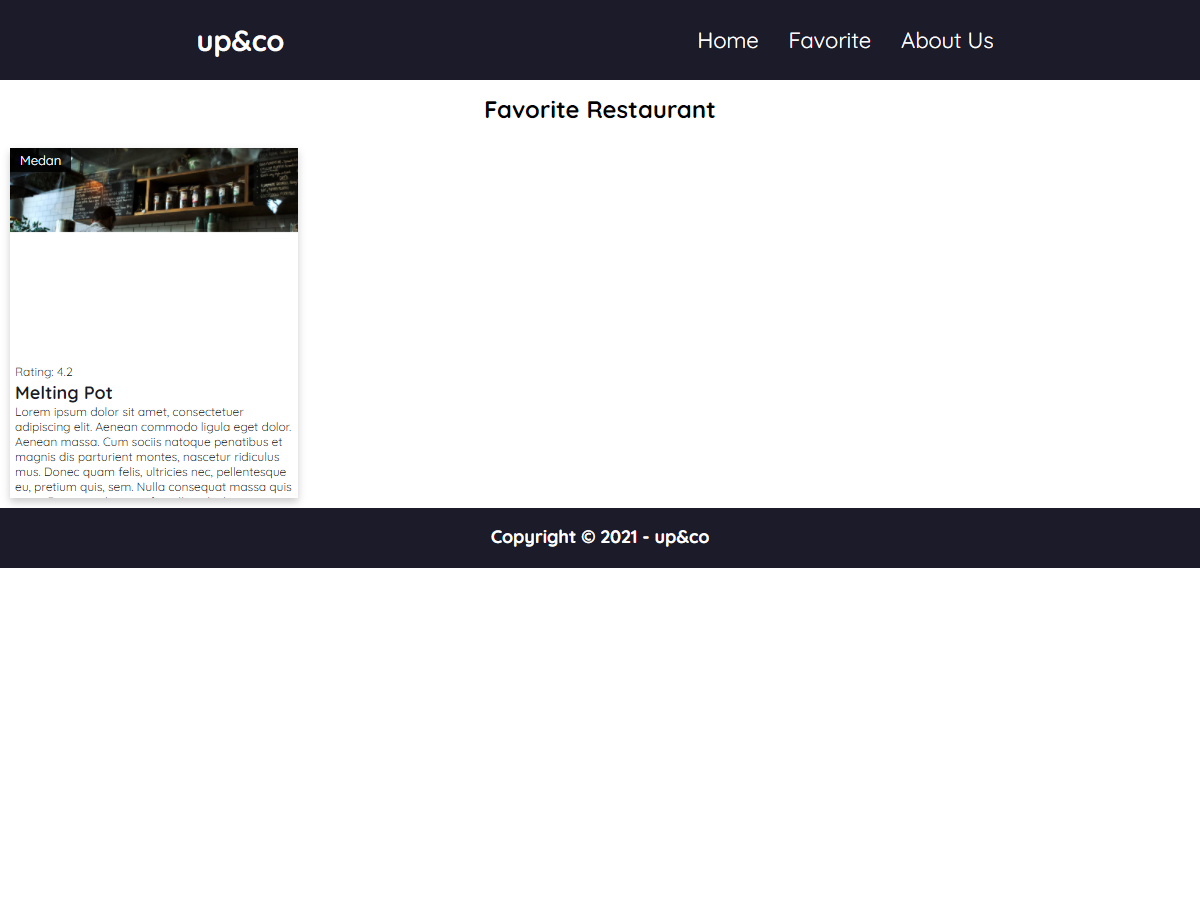 up&co
Home Favorite About Us
Favorite Restaurant
Medan
Rating: 4.2
Melting Pot
Lorem ipsum dolor sit amet, consectetuer
adipiscing elit. Aenean commodo ligula eget dolor.
Aenean massa. Cum sociis natoque penatibus et
magnis dis parturient montes, nascetur ridiculus
mus. Donec quam felis, ultricies nec, pellentesque
eu, pretium quis, sem. Nulla consequat massa quis
Copyright © 2021 - up&co